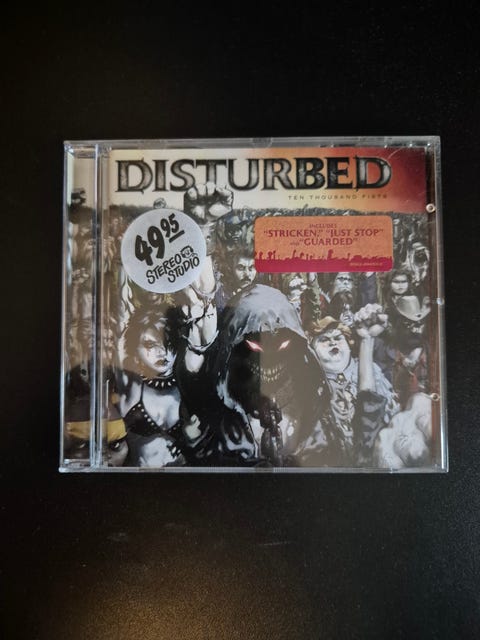 DISTURBED
TEN THOUSAND FISTS
49.95
STEREO
STUDIO
INCLUDES
"STRICKEN," "JUST STOP"
AND "GUARDED"